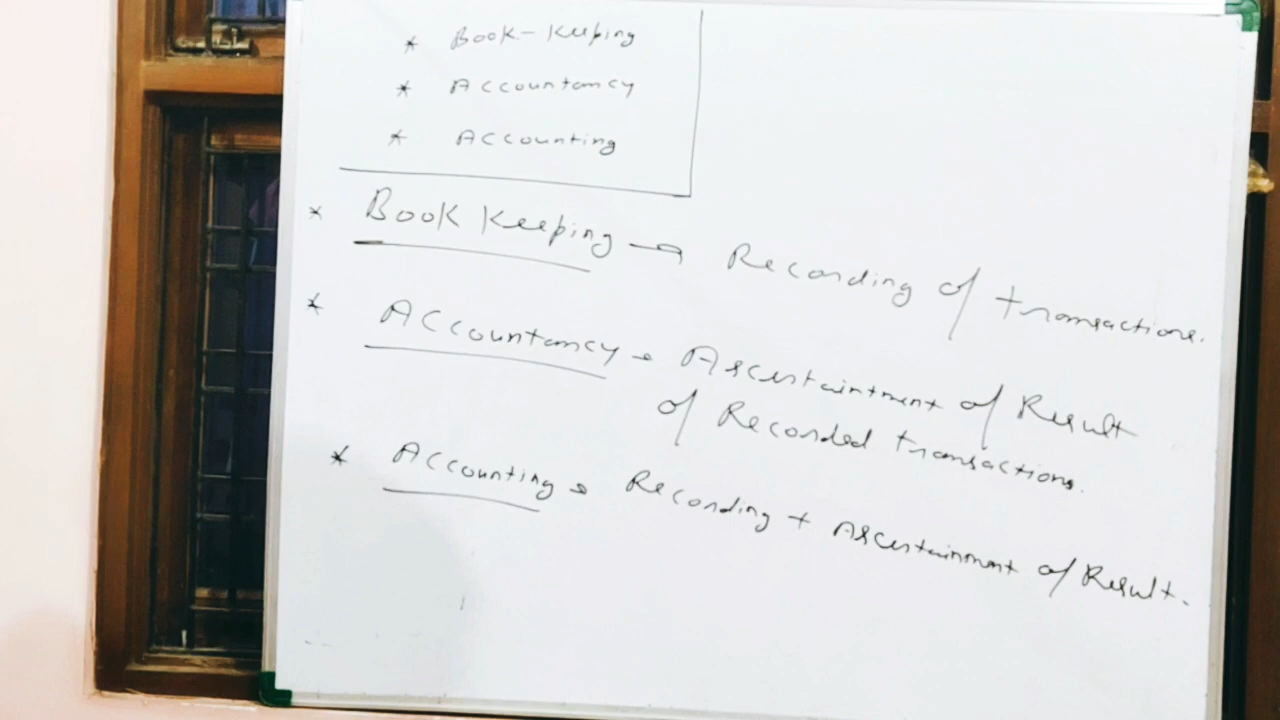 * Book-Keeping
* Accountancy
* Accounting
* Book Keeping → Recording of transactions.
* Accountancy → Ascertaintment of Result
of Recorded transactions.
* Accounting → Recording + Ascertainment of Result.